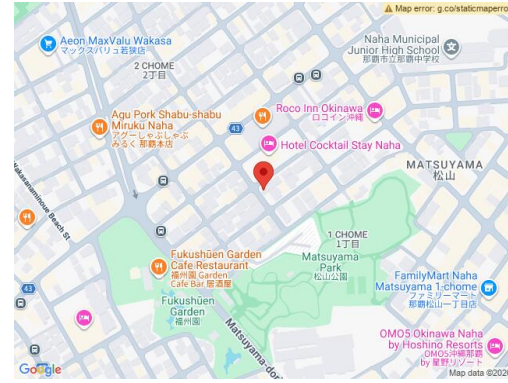 Map error: g.co/staticmaperro
Aeon MaxValu Wakasa
マックスバリュ若狭店
Naha Municipal
Junior High School
那覇市立那覇中学校
2 CHOME
2丁目
Agu Pork Shabu-shabu
Miruku Naha
アグーしゃぶしゃぶ
みるく 那覇本店
Roco Inn Okinawa
ロコイン沖縄
43
Hotel Cocktail Stay Naha
MATSUYAMA
松山
43
Wakasananminoue Beach St
1 CHOME
1丁目
Matsuyama
Park
松山公園
Fukushūen Garden
Cafe Restaurant
福州園 Garden
Cafe Bar 居酒屋
FamilyMart Naha
Matsuyama 1-chome
ファミリーマート
那覇松山一丁目店
Fukushūen
Garden
福州園
Matsuyama-dori
OMO5 Okinawa Naha
by Hoshino Resorts
OMO5沖縄那覇
by 星野リゾート
Google
Map data ©2020